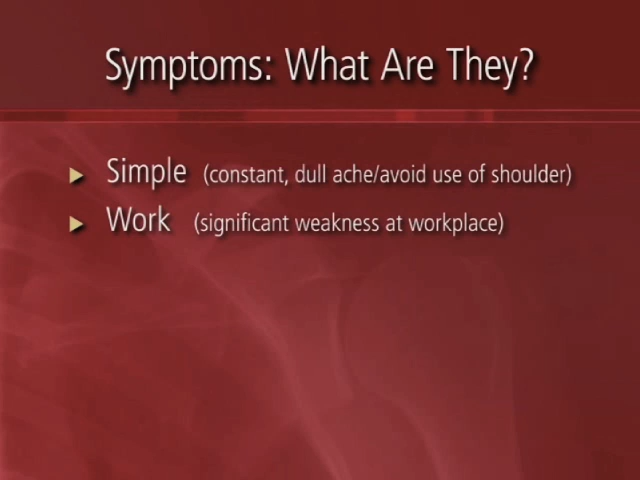 Symptoms: What Are They?
Simple (constant, dull ache/avoid use of shoulder)
Work (significant weakness at workplace)